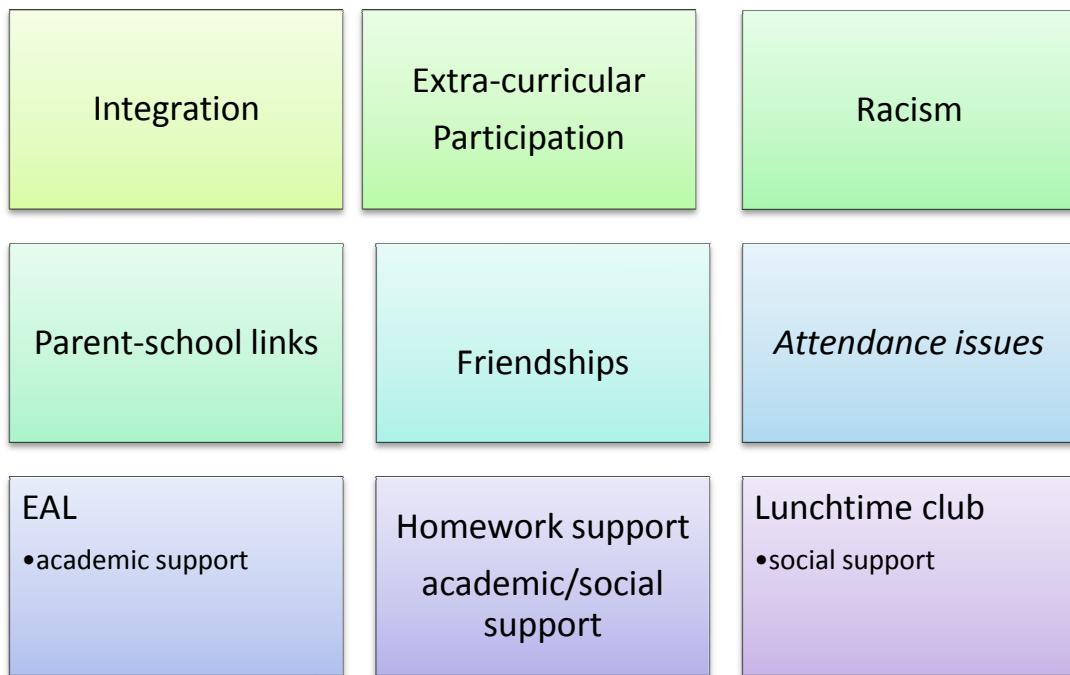 Integration
Extra-curricular
Participation
Racism
Parent-school links
Friendships
Attendance issues
EAL
•academic support
Homework support
academic/social
support
Lunchtime club
•social support